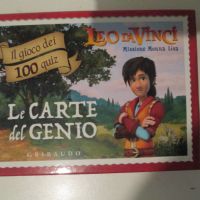 Il gioco dei
100 quiz
LEO DA VINCI
Missione Monna Lisa
Le CARTE
del GENIO
GRIBAUDO